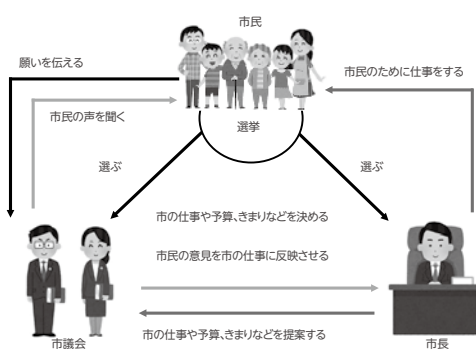 市民
願いを伝える
市民のために仕事をする
市民の声を聞く
選挙
選ぶ
選ぶ
市の仕事や予算、きまりなどを決める
市民の意見を市の仕事に反映させる
市議会
市長
市の仕事や予算、きまりなどを提案する